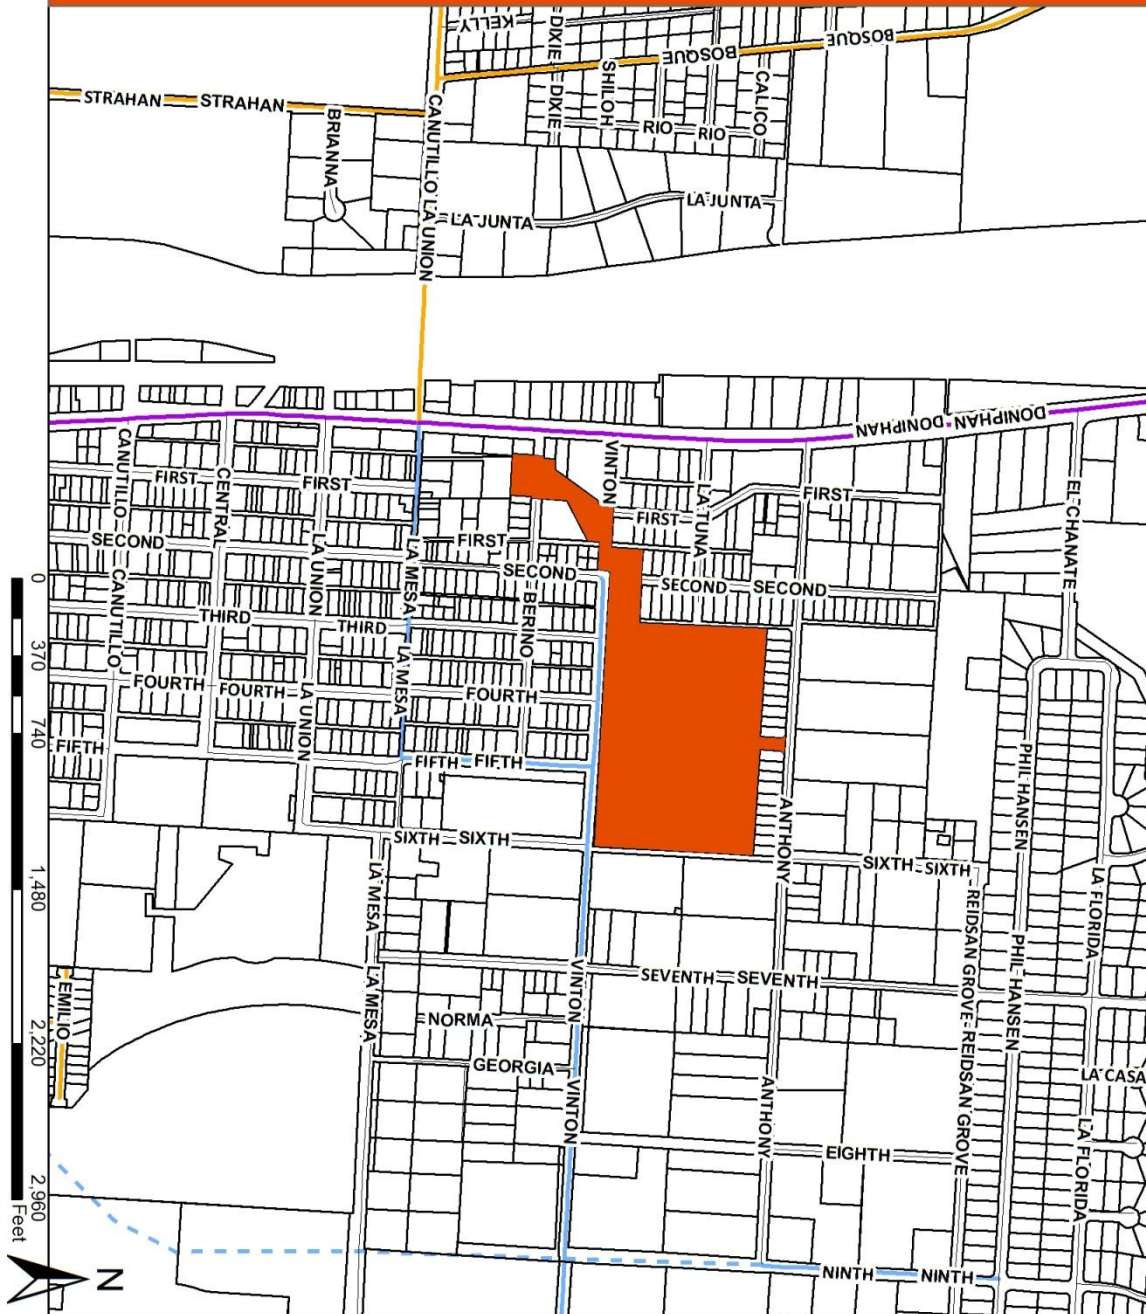 KELLY
DIXIE
DIXIE
BOSQUE
BOSQUE
SHILOH
CALICO
STRAHAN
STRAHAN
BRIANNA
CANUTILLO LA UNION
RIO
RIO
LA JUNTA
LA JUNTA
DONIPHAN
DONIPHAN
CANUTILLO
CENTRAL
FIRST
FIRST
LA UNION
VINTON
LA TUNA
FIRST
FIRST
EL CHANATE
SECOND
LA MESA
FIRST
SECOND
SECOND
SECOND
CANUTILLO
BERINO
THIRD
THIRD
LA MESA
FOURTH
FOURTH
LA UNION
FOURTH
FIFTH
FIFTH
FIFTH
PHIL HANSEN
ANTHONY
SIXTH
SIXTH
SIXTH
SIXTH
LA MESA
REIDSAN GROVE
LA FLORIDA
PHIL HANSEN
LA MESA
VINTON
SEVENTH
SEVENTH
EMILIO
NORMA
GEORGIA
VINTON
ANTHONY
REIDSAN GROVE
LA CASA
EIGHTH
LA FLORIDA
NINTH
NINTH
0
370
740
1,480
2,220
2,960
Feet
N